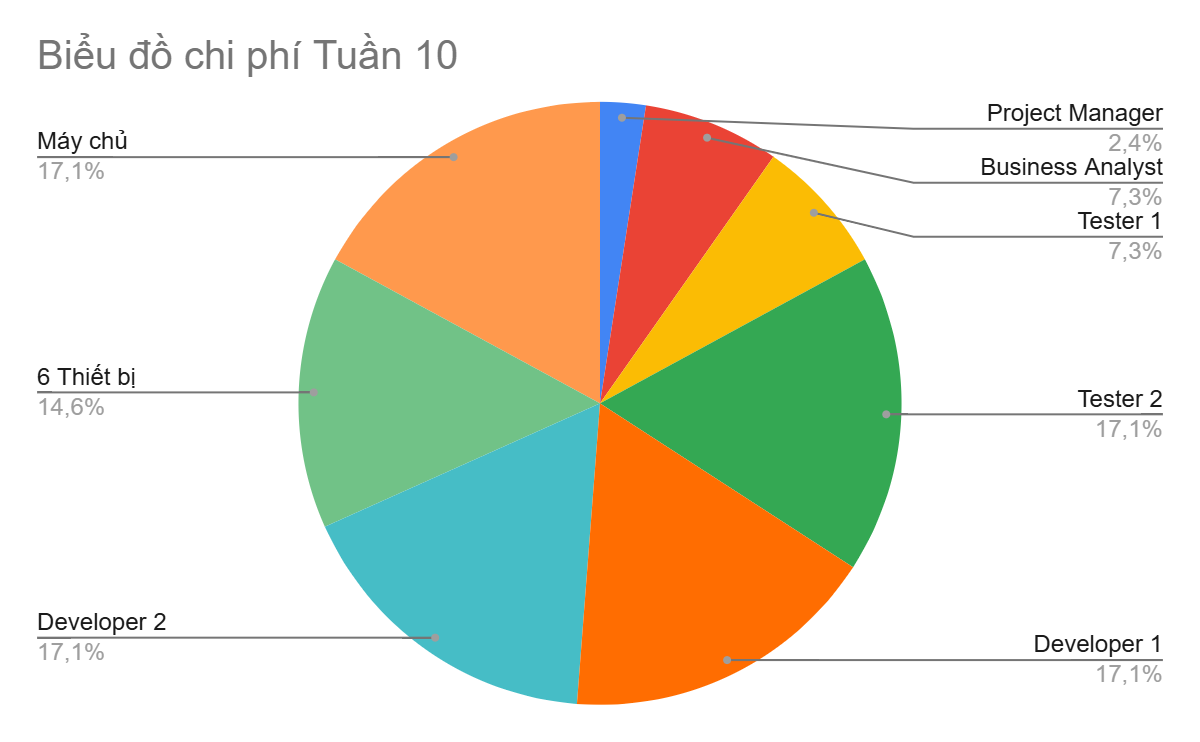 Biểu đồ chi phí Tuần 10
Project Manager
2,4%
Business Analyst
7,3%
Tester 1
7,3%
Tester 2
17,1%
Developer 1
17,1%
Developer 2
17,1%
6 Thiết bị
14,6%
Máy chủ
17,1%